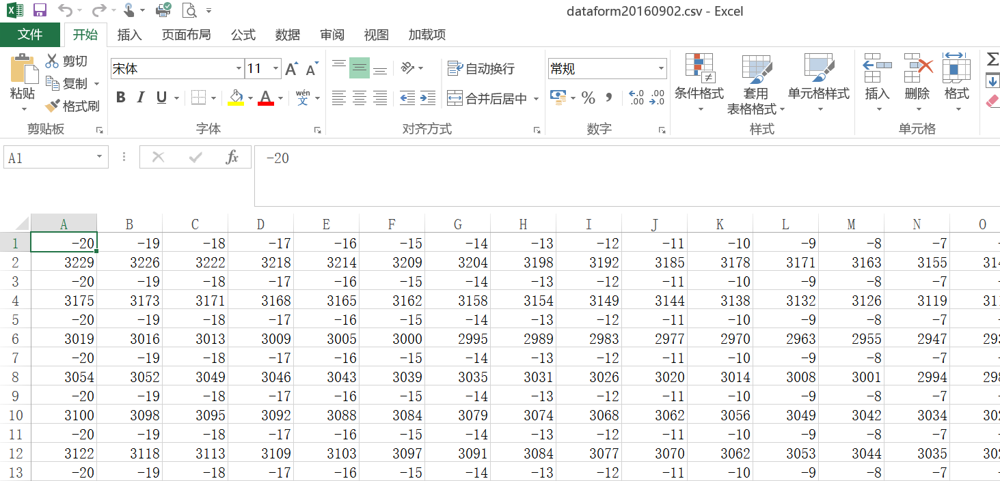 dataform20160902.csv - Excel
文件 开始 插入 页面布局 公式 数据 审阅 视图 加载项
粘贴 剪切 复制 格式刷 剪贴板
宋体 11 A A B I U A wén 文 字体
自动换行 合并后居中 对齐方式
常规 % , .0 .00 .00 .0 数字
条件格式 套用 表格格式 单元格样式 样式
插入 删除 格式 单元格 Σ
A1 fx -20
A B C D E F G H I J K L M N O
1 -20 -19 -18 -17 -16 -15 -14 -13 -12 -11 -10 -9 -8 -7
2 3229 3226 3222 3218 3214 3209 3204 3198 3192 3185 3178 3171 3163 3155
3 -20 -19 -18 -17 -16 -15 -14 -13 -12 -11 -10 -9 -8 -7
4 3175 3173 3171 3168 3165 3162 3158 3154 3149 3144 3138 3132 3126 3119
5 -20 -19 -18 -17 -16 -15 -14 -13 -12 -11 -10 -9 -8 -7
6 3019 3016 3013 3009 3005 3000 2995 2989 2983 2977 2970 2963 2955 2947
7 -20 -19 -18 -17 -16 -15 -14 -13 -12 -11 -10 -9 -8 -7
8 3054 3052 3049 3046 3043 3039 3035 3031 3026 3020 3014 3008 3001 2994
9 -20 -19 -18 -17 -16 -15 -14 -13 -12 -11 -10 -9 -8 -7
10 3100 3098 3095 3092 3088 3084 3079 3074 3068 3062 3056 3049 3042 3034
11 -20 -19 -18 -17 -16 -15 -14 -13 -12 -11 -10 -9 -8 -7
12 3122 3118 3113 3109 3103 3097 3091 3084 3077 3070 3062 3053 3044 3035
13 -20 -19 -18 -17 -16 -15 -14 -13 -12 -11 -10 -9 -8 -7